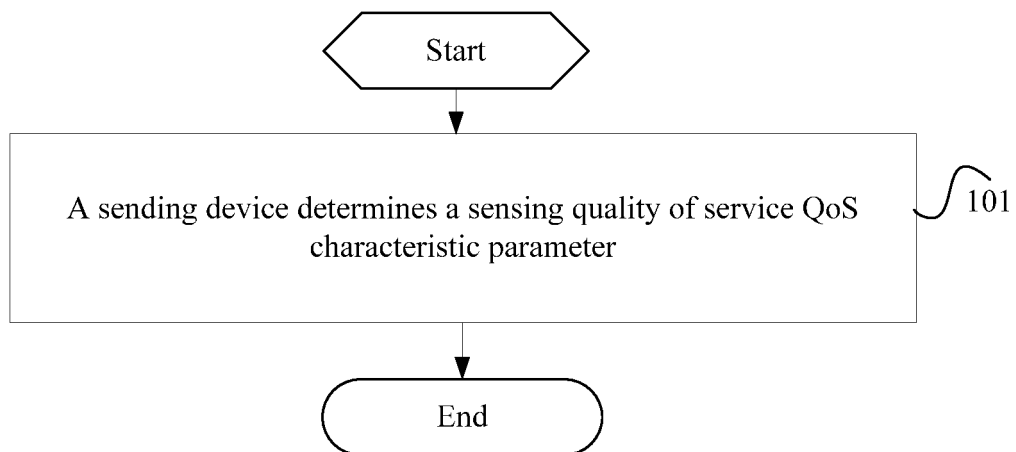 Start
A sending device determines a sensing quality of service QoS
characteristic parameter
101
End